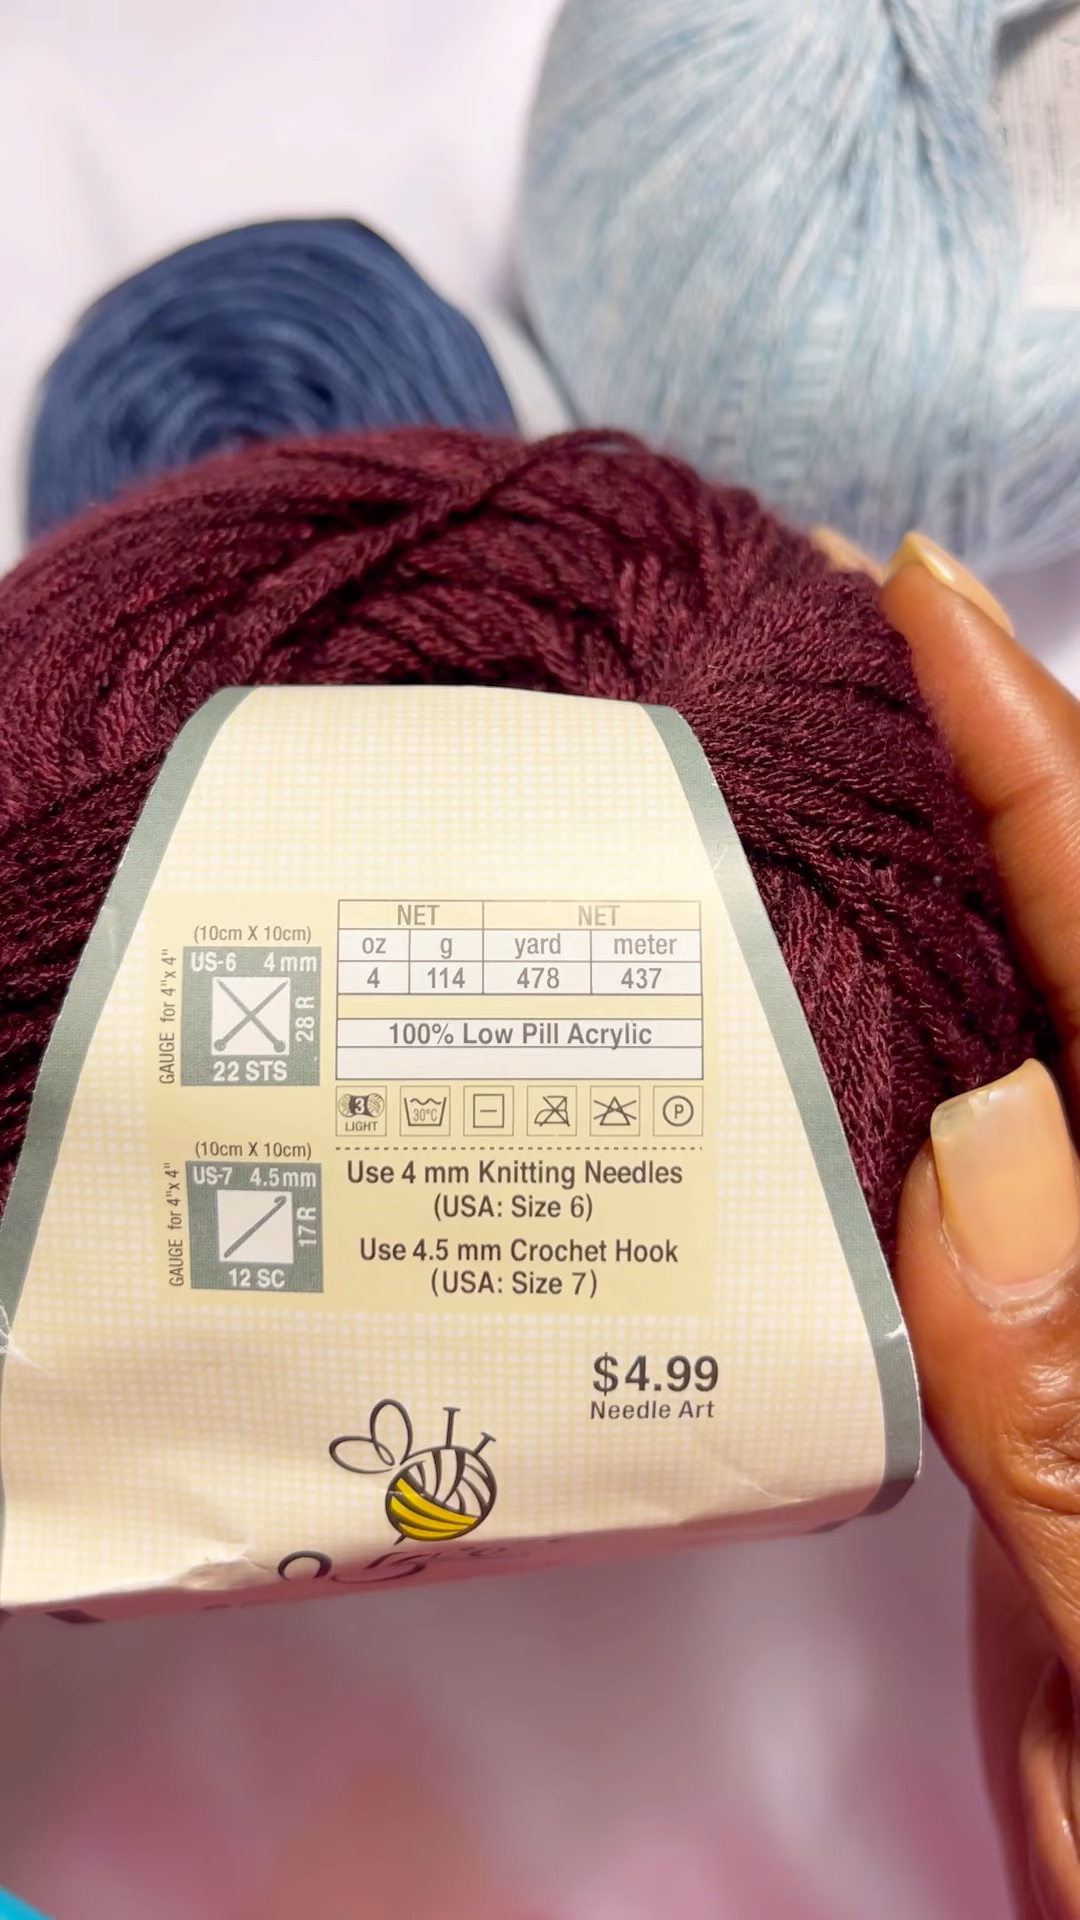 (10cm X 10cm)
GAUGE for 4"x 4"
US-6 4mm
28 R
22 STS
NET NET
oz g yard meter
4 114 478 437
100% Low Pill Acrylic
3
LIGHT
30°C
P
(10cm X 10cm)
GAUGE for 4"x 4"
US-7 4.5mm
17 R
12 SC
Use 4 mm Knitting Needles
(USA: Size 6)
Use 4.5 mm Crochet Hook
(USA: Size 7)
$4.99
Needle Art